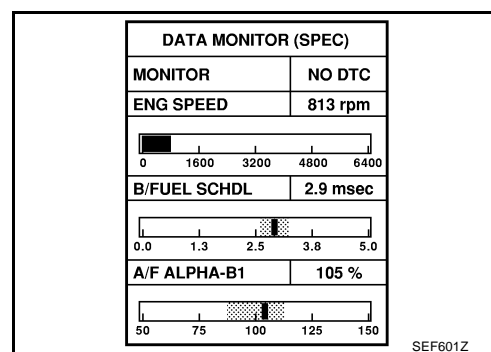 DATA MONITOR (SPEC)
MONITOR NO DTC
ENG SPEED 813 rpm
0 1600 3200 4800 6400
B/FUEL SCHDL 2.9 msec
0.0 1.3 2.5 3.8 5.0
A/F ALPHA-B1 105 %
50 75 100 125 150
SEF601Z